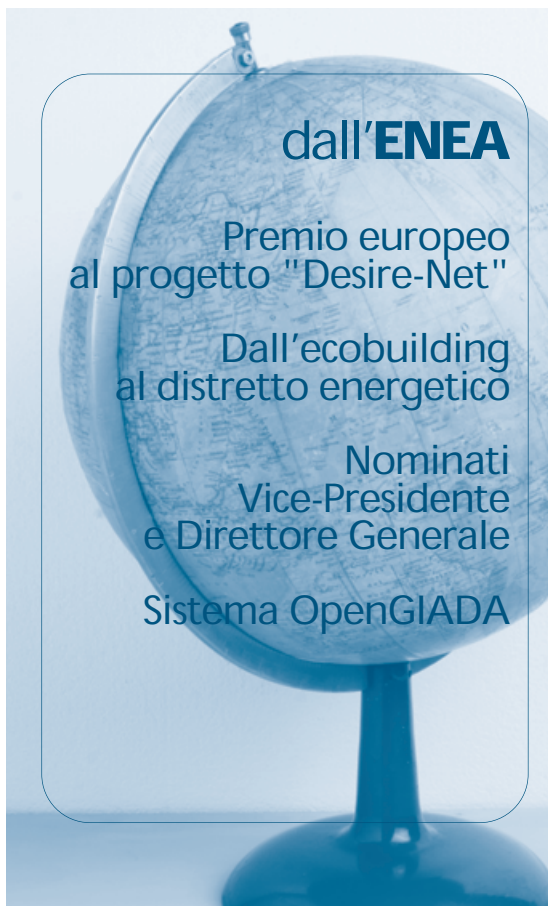 dall'ENEA
Premio europeo
al progetto "Desire-Net"
Dall'ecobuilding
al distretto energetico
Nominati
Vice-Presidente
e Direttore Generale
Sistema OpenGIADA